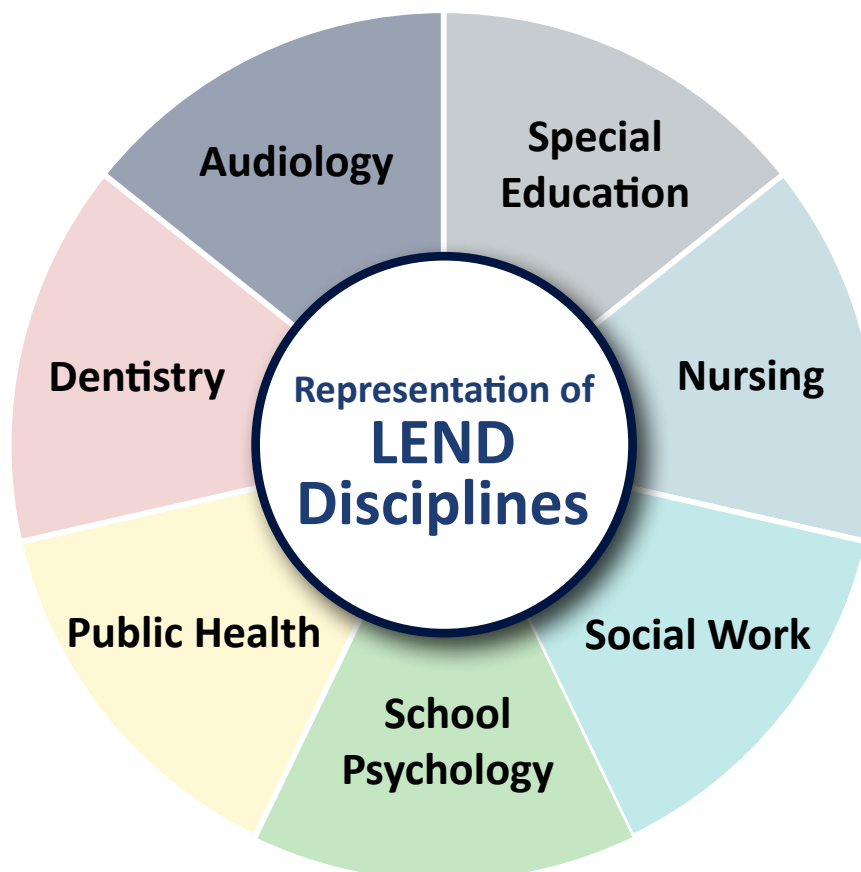 Audiology
Special
Education
Dentistry
Nursing
Representation of
LEND
Disciplines
Public Health
Social Work
School
Psychology